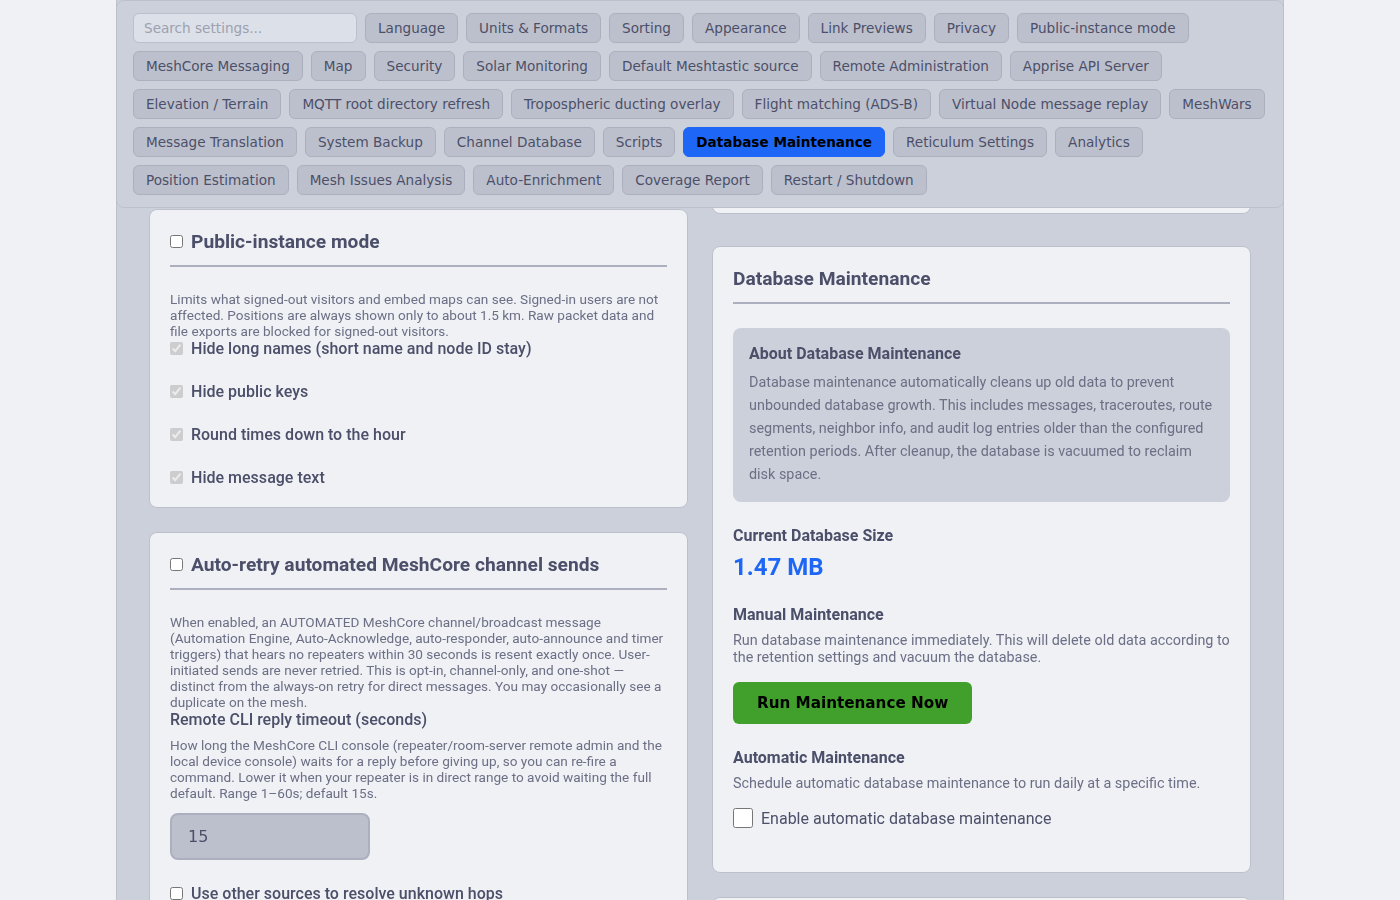 Search settings...
Language
Units & Formats
Sorting
Appearance
Link Previews
Privacy
Public-instance mode
MeshCore Messaging
Map
Security
Solar Monitoring
Default Meshtastic source
Remote Administration
Apprise API Server
Elevation / Terrain
MQTT root directory refresh
Tropospheric ducting overlay
Flight matching (ADS-B)
Virtual Node message replay
MeshWars
Message Translation
System Backup
Channel Database
Scripts
Database Maintenance
Reticulum Settings
Analytics
Position Estimation
Mesh Issues Analysis
Auto-Enrichment
Coverage Report
Restart / Shutdown
Public-instance mode
Limits what signed-out visitors and embed maps can see. Signed-in users are not
affected. Positions are always shown only to about 1.5 km. Raw packet data and
file exports are blocked for signed-out visitors.
Hide long names (short name and node ID stay)
Hide public keys
Round times down to the hour
Hide message text
Auto-retry automated MeshCore channel sends
When enabled, an AUTOMATED MeshCore channel/broadcast message
(Automation Engine, Auto-Acknowledge, auto-responder, auto-announce and timer
triggers) that hears no repeaters within 30 seconds is resent exactly once. User-
initiated sends are never retried. This is opt-in, channel-only, and one-shot —
distinct from the always-on retry for direct messages. You may occasionally see a
duplicate on the mesh.
Remote CLI reply timeout (seconds)
How long the MeshCore CLI console (repeater/room-server remote admin and the
local device console) waits for a reply before giving up, so you can re-fire a
command. Lower it when your repeater is in direct range to avoid waiting the full
default. Range 1–60s; default 15s.
15
Use other sources to resolve unknown hops
Database Maintenance
About Database Maintenance
Database maintenance automatically cleans up old data to prevent
unbounded database growth. This includes messages, traceroutes, route
segments, neighbor info, and audit log entries older than the configured
retention periods. After cleanup, the database is vacuumed to reclaim
disk space.
Current Database Size
1.47 MB
Manual Maintenance
Run database maintenance immediately. This will delete old data according to
the retention settings and vacuum the database.
Run Maintenance Now
Automatic Maintenance
Schedule automatic database maintenance to run daily at a specific time.
Enable automatic database maintenance